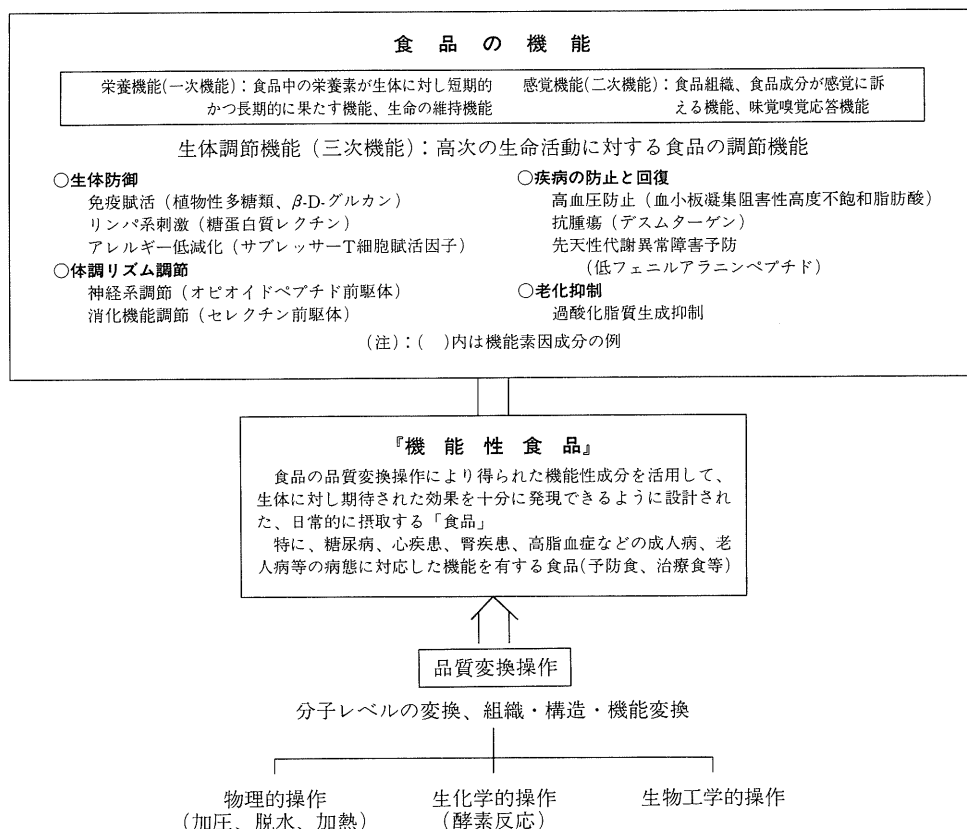 食品の機能
栄養機能(一次機能)：食品中の栄養素が生体に対し短期的
かつ長期的に果たす機能、生命の維持機能
感覚機能(二次機能)：食品組織、食品成分が感覚に訴
える機能、味覚嗅覚応答機能
生体調節機能（三次機能）：高次の生命活動に対する食品の調節機能
○生体防御
免疫賦活（植物性多糖類、β-D-グルカン）
リンパ系刺激（糖蛋白質レクチン）
アレルギー低減化（サプレッサーT細胞賦活因子）
○体調リズム調節
神経系調節（オピオイドペプチド前駆体）
消化機能調節（セレクチン前駆体）
○疾病の防止と回復
高血圧防止（血小板凝集阻害性高度不飽和脂肪酸）
抗腫瘍（デスムターゲン）
先天性代謝異常障害予防
（低フェニルアラニンペプチド）
○老化抑制
過酸化脂質生成抑制
(注)：(　)内は機能素因成分の例
『機能性食品』
食品の品質変換操作により得られた機能性成分を活用して、
生体に対し期待された効果を十分に発現できるように設計され
た、日常的に摂取する「食品」
特に、糖尿病、心疾患、腎疾患、高脂血症などの成人病、老
人病等の病態に対応した機能を有する食品(予防食、治療食等)
品質変換操作
分子レベルの変換、組織・構造・機能変換
物理的操作
(加圧、脱水、加熱)
生化学的操作
(酵素反応)
生物工学的操作